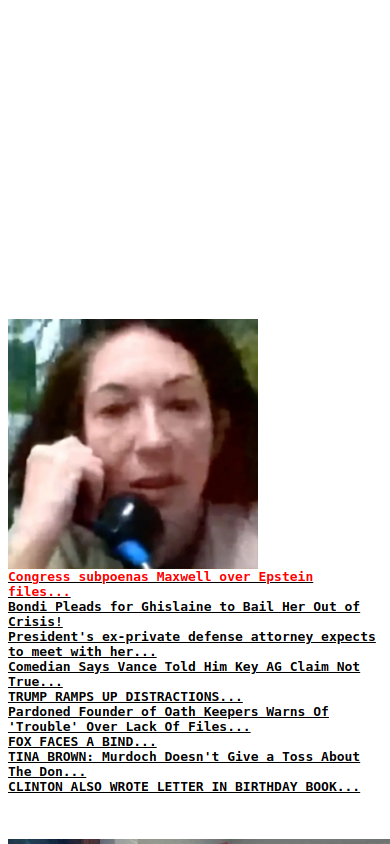 Congress subpoenas Maxwell over Epstein
files...
Bondi Pleads for Ghislaine to Bail Her Out of
Crisis!
President's ex-private defense attorney expects
to meet with her...
Comedian Says Vance Told Him Key AG Claim Not
True...
TRUMP RAMPS UP DISTRACTIONS...
Pardoned Founder of Oath Keepers Warns Of
'Trouble' Over Lack Of Files...
FOX FACES A BIND...
TINA BROWN: Murdoch Doesn't Give a Toss About
The Don...
CLINTON ALSO WROTE LETTER IN BIRTHDAY BOOK...